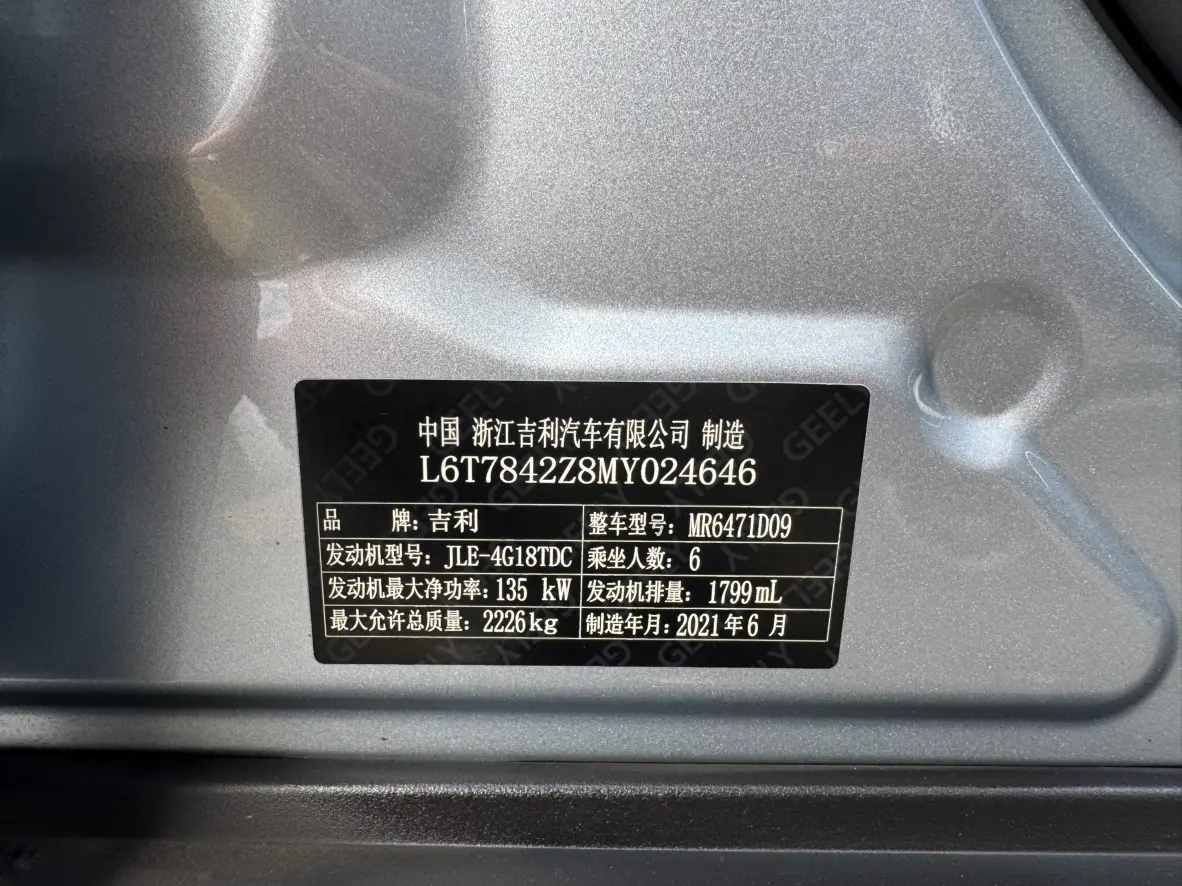 中国 浙江吉利汽车有限公司 制造
L6T7842Z8MY024646
品 牌: 吉利 整车型号: MR6471D09
发动机型号: JLE-4G18TDC 乘坐人数: 6
发动机最大净功率: 135 kW 发动机排量: 1799mL
最大允许总质量: 2226kg 制造年月: 2021年6月